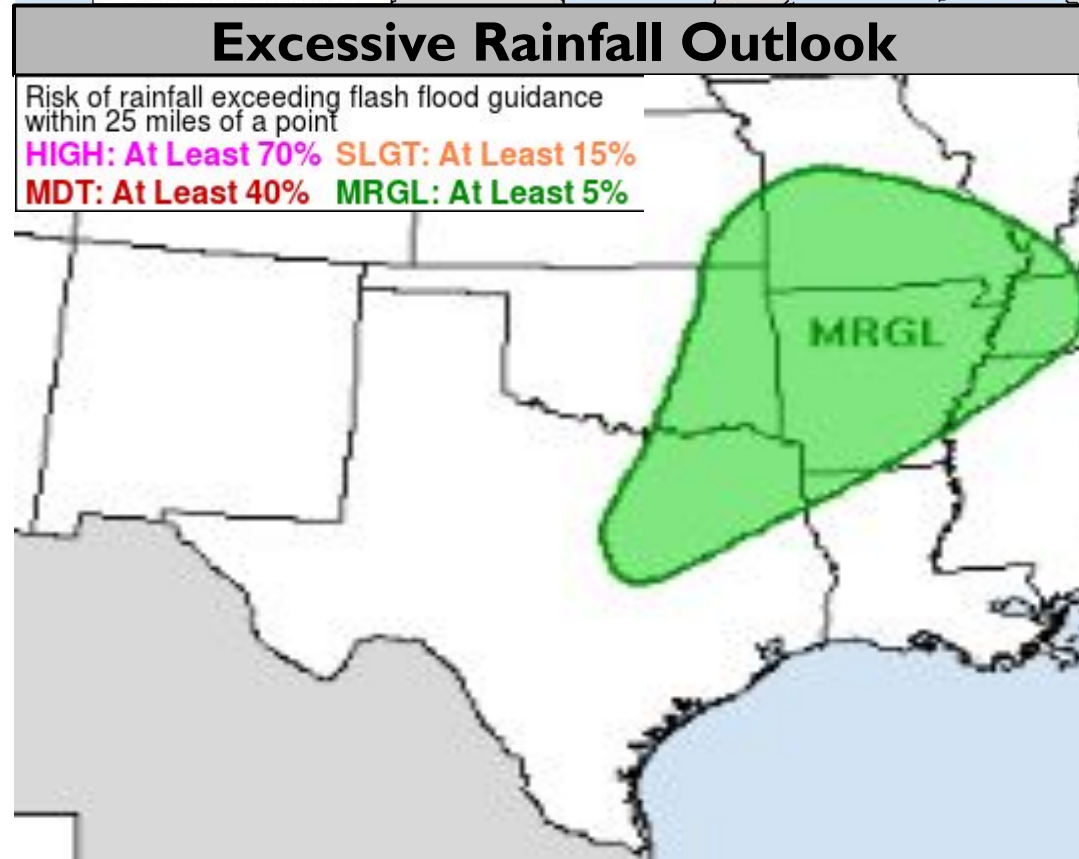 Excessive Rainfall Outlook
Risk of rainfall exceeding flash flood guidance
within 25 miles of a point
HIGH: At Least 70% SLGT: At Least 15%
MDT: At Least 40% MRGL: At Least 5%
MRGL